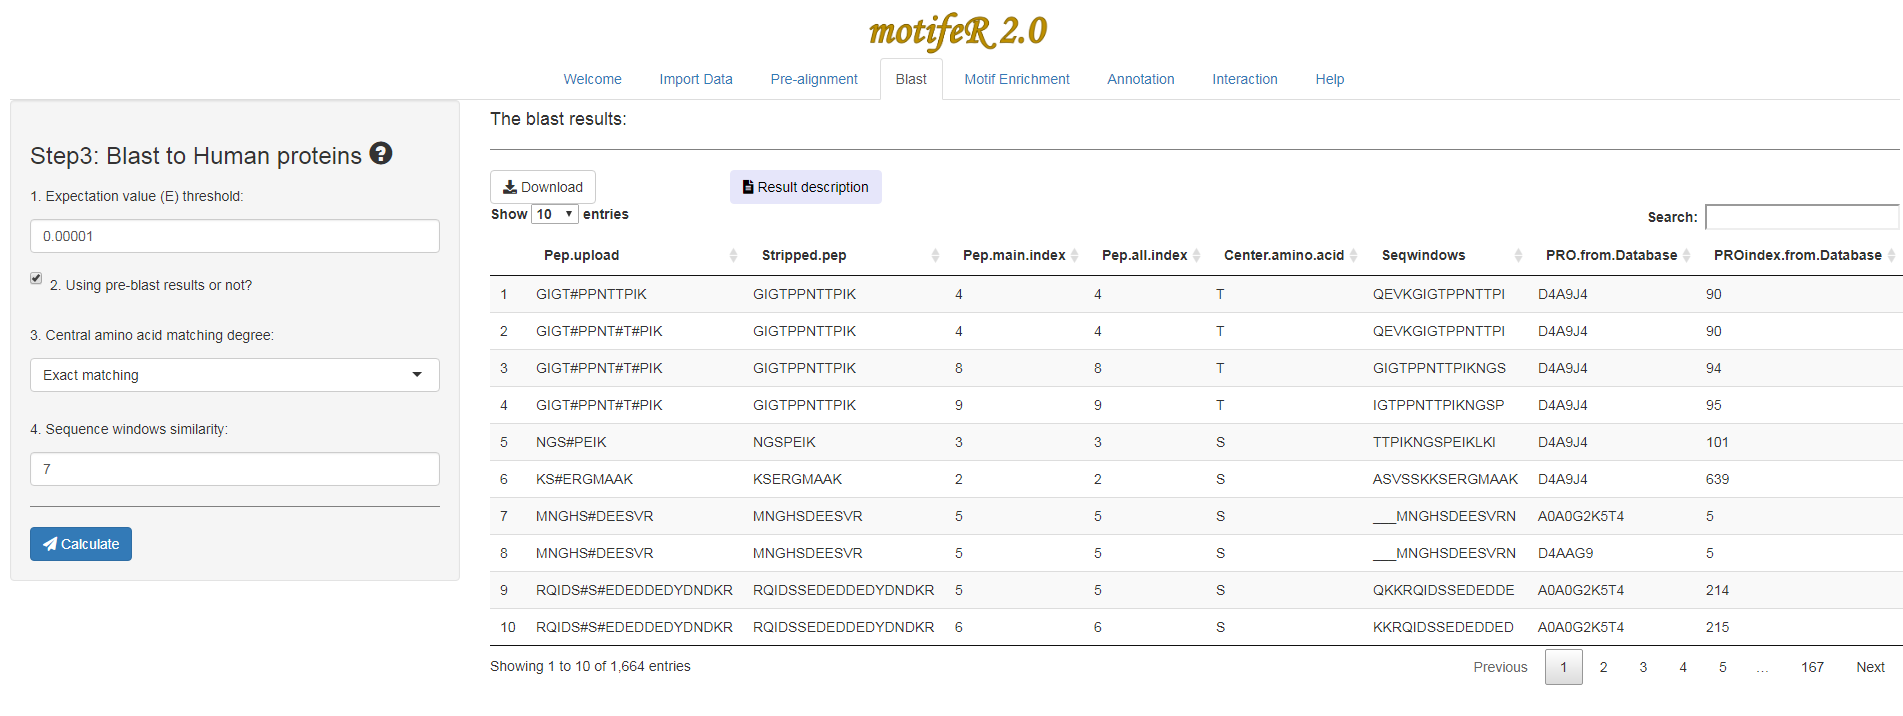 motifeR 2.0
Welcome Import Data Pre-alignment Blast Motif Enrichment Annotation Interaction Help
Step3: Blast to Human proteins ?
1. Expectation value (E) threshold:
0.00001
2. Using pre-blast results or not?
3. Central amino acid matching degree:
Exact matching
4. Sequence windows similarity:
7
Calculate
The blast results:
Download Result description
Show 10 entries Search:
Pep.upload Stripped.pep Pep.main.index Pep.all.index Center.amino.acid Seqwindows PRO.from.Database PROindex.from.Database
1 GIGT#PPNTTPIK GIGTPPNTTPIK 4 4 T QEVKGIGTPPNTTPI D4A9J4 90
2 GIGT#PPNT#T#PIK GIGTPPNTTPIK 4 4 T QEVKGIGTPPNTTPI D4A9J4 90
3 GIGT#PPNT#T#PIK GIGTPPNTTPIK 8 8 T GIGTPPNTTPIKNGS D4A9J4 94
4 GIGT#PPNT#T#PIK GIGTPPNTTPIK 9 9 T IGTPPNTTPIKNGSP D4A9J4 95
5 NGS#PEIK NGSPEIK 3 3 S TTPIKNGSPEIKLKI D4A9J4 101
6 KS#ERGMAAK KSERGMAAK 2 2 S ASVSSKKSERGMAAK D4A9J4 639
7 MNGHS#DEESVR MNGHSDEESVR 5 5 S ___MNGHSDEESVRN A0A0G2K5T4 5
8 MNGHS#DEESVR MNGHSDEESVR 5 5 S ___MNGHSDEESVRN D4AAG9 5
9 RQIDS#S#EDEDDEDYDNDKR RQIDSSEDEDDEDYDNDKR 5 5 S QKKRQIDSSEDEDDE A0A0G2K5T4 214
10 RQIDS#S#EDEDDEDYDNDKR RQIDSSEDEDDEDYDNDKR 6 6 S KKRQIDSSEDEDDED A0A0G2K5T4 215
Showing 1 to 10 of 1,664 entries Previous 1 2 3 4 5 … 167 Next